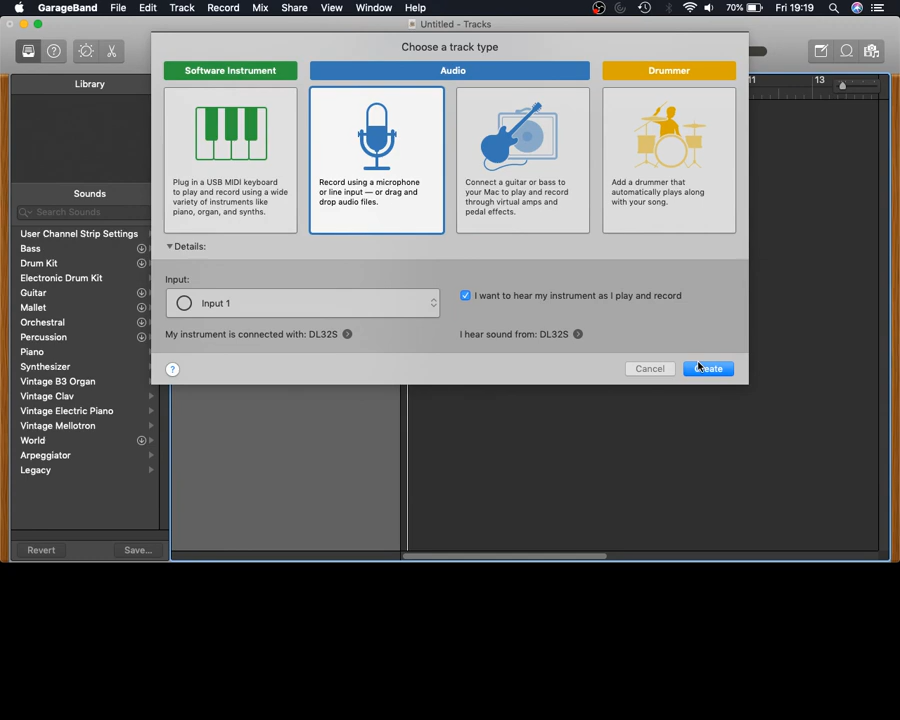 GarageBand File Edit Track Record Mix Share View Window Help 70% Fri 19:19
Untitled - Tracks
Choose a track type
Library
Software Instrument
Audio
Drummer
11
13
Plug in a USB MIDI keyboard
to play and record using a wide
variety of instruments like
piano, organ, and synths.
Record using a microphone
or line input — or drag and
drop audio files.
Connect a guitar or bass to
your Mac to play and record
through virtual amps and
pedal effects.
Add a drummer that
automatically plays along
with your song.
Details:
Input:
Input 1
I want to hear my instrument as I play and record
My instrument is connected with: DL32S
I hear sound from: DL32S
?
Cancel
Create
Sounds
Search Sounds
User Channel Strip Settings
Bass
Drum Kit
Electronic Drum Kit
Guitar
Mallet
Orchestral
Percussion
Piano
Synthesizer
Vintage B3 Organ
Vintage Clav
Vintage Electric Piano
Vintage Mellotron
World
Arpeggiator
Legacy
Revert
Save...